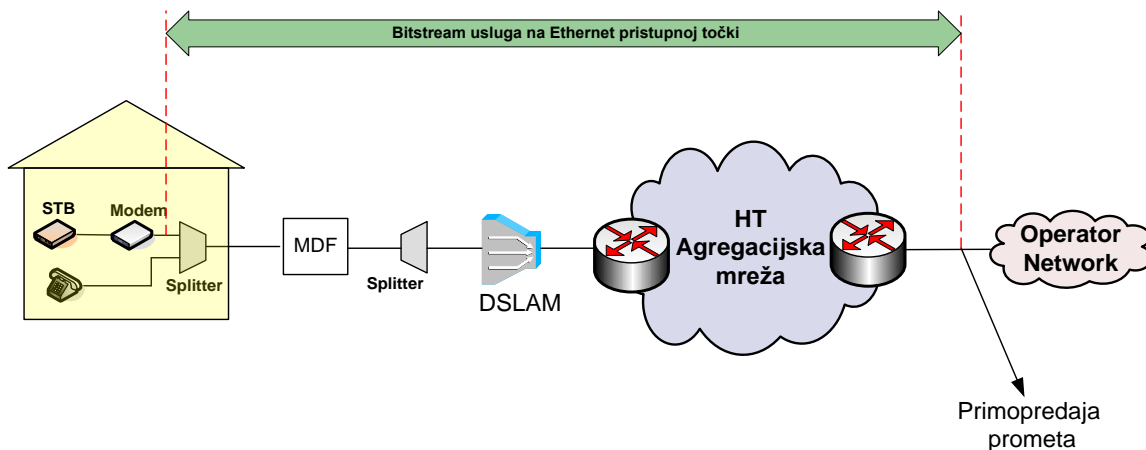 Bitstream usluga na Ethernet pristupnoj točki
STB
Modem
Splitter
MDF
Splitter
DSLAM
HT
Agregacijska
mreža
Operator
Network
Primopredaja
prometa